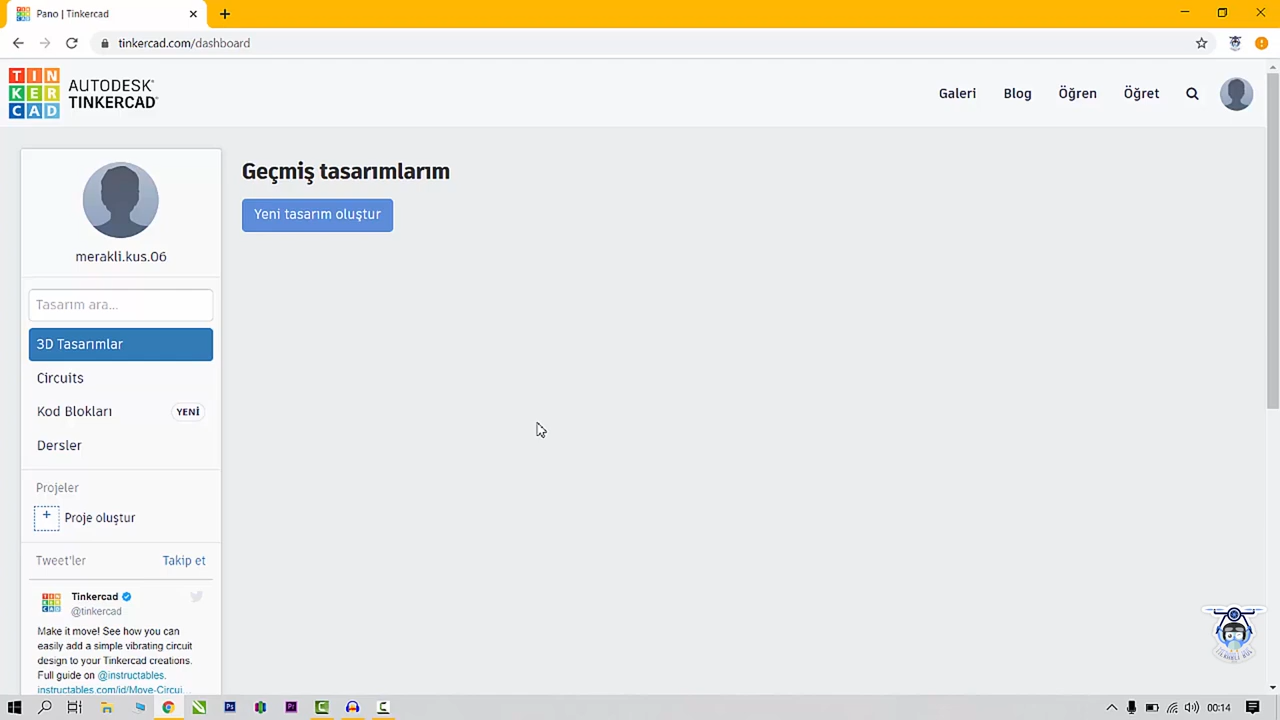 Pano | Tinkercad
tinkercad.com/dashboard
TIN
KER
CAD
AUTODESK®
TINKERCAD®
Galeri
Blog
Öğren
Öğret
merakli.kus.06
Tasarım ara...
3D Tasarımlar
Circuits
Kod Blokları
YENİ
Dersler
Projeler
+ Proje oluştur
Tweet'ler
Takip et
Tinkercad
@tinkercad
Make it move! See how you can
easily add a simple vibrating circuit
design to your Tinkercad creations.
Full guide on @instructables.
instructables.com/id/Move-Circui...
Geçmiş tasarımlarım
Yeni tasarım oluştur
Ps
Pr
00:14